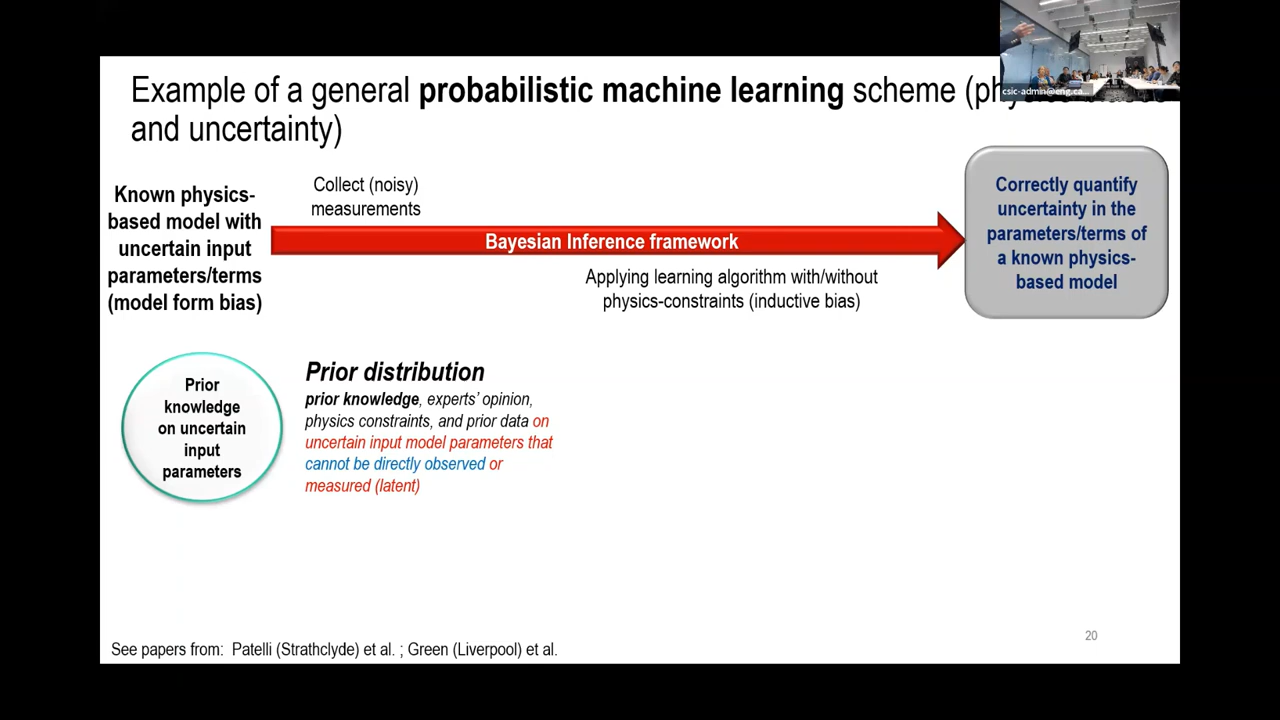 Example of a general probabilistic machine learning scheme
and uncertainty)
csic-admin@eng.ca...
Known physics-
based model with
uncertain input
parameters/terms
(model form bias)
Collect (noisy)
measurements
Bayesian Inference framework
Applying learning algorithm with/without
physics-constraints (inductive bias)
Correctly quantify
uncertainty in the
parameters/terms of
a known physics-
based model
Prior
knowledge
on uncertain
input
parameters
Prior distribution
prior knowledge, experts' opinion,
physics constraints, and prior data on
uncertain input model parameters that
cannot be directly observed or
measured (latent)
20
See papers from: Patelli (Strathclyde) et al. ; Green (Liverpool) et al.